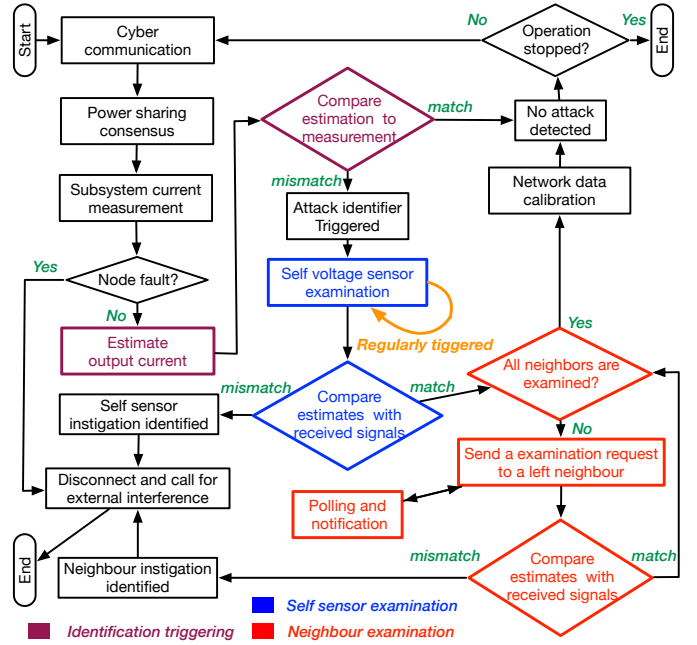 Start
Cyber
communication
No
Operation
stopped?
Yes
End
Power sharing
consensus
Compare
estimation to
measurement
match
No attack
detected
mismatch
Subsystem current
measurement
Attack identifier
Triggered
Network data
calibration
Yes
Node fault?
No
Self voltage sensor
examination
Regularly tiggered
Estimate
output current
Yes
All neighbors are
examined?
mismatch
match
Compare
estimates with
received signals
Self sensor
instigation identified
No
Send a examination request
to a left neighbour
Disconnect and call for
external interference
Polling and
notification
End
Neighbour instigation
identified
mismatch
match
Compare
estimates with
received signals
Self sensor examination
Identification triggering
Neighbour examination